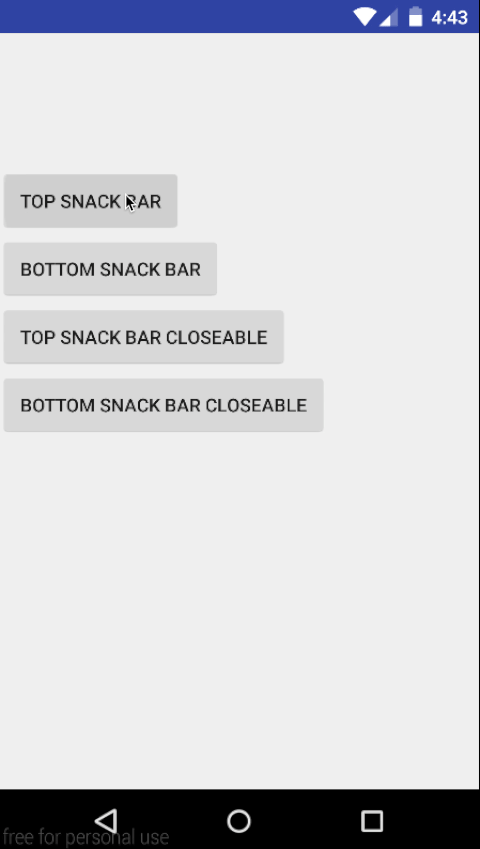 4:43
TOP SNACK BAR
BOTTOM SNACK BAR
TOP SNACK BAR CLOSEABLE
BOTTOM SNACK BAR CLOSEABLE
free for personal use